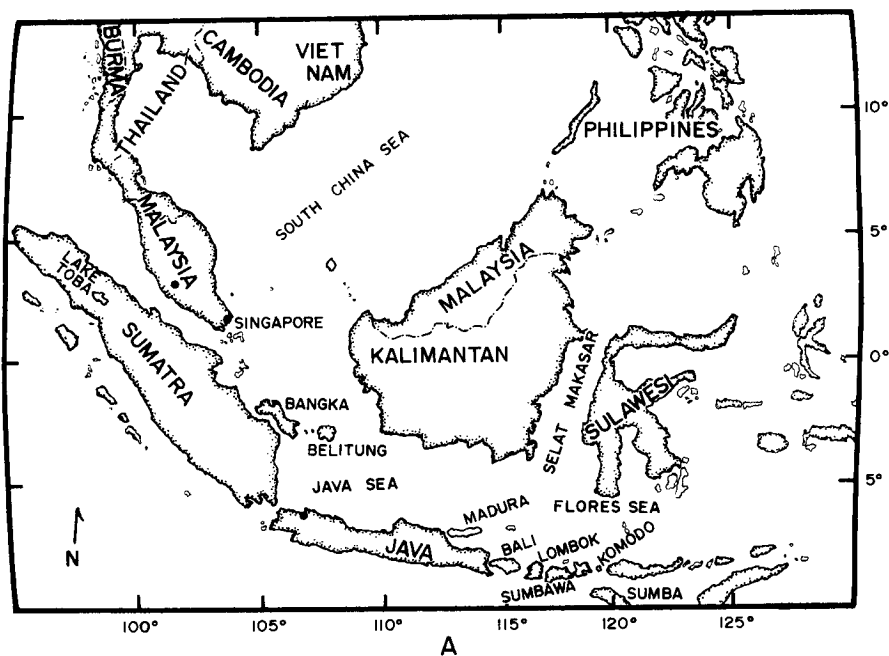 BURMA
THAILAND
CAMBODIA
VIET
NAM
PHILIPPINES
10°
SOUTH CHINA SEA
MALAYSIA
5°
MALAYSIA
LAKE
TOBA
SINGAPORE
SUMATRA
KALIMANTAN
SELAT MAKASAR
0°
SULAWESI
BANGKA
BELITUNG
JAVA SEA
5°
FLORES SEA
MADURA
N
JAVA
BALI
LOMBOK
KOMODO
SUMBAWA
SUMBA
100°
105°
110°
115°
120°
125°
A